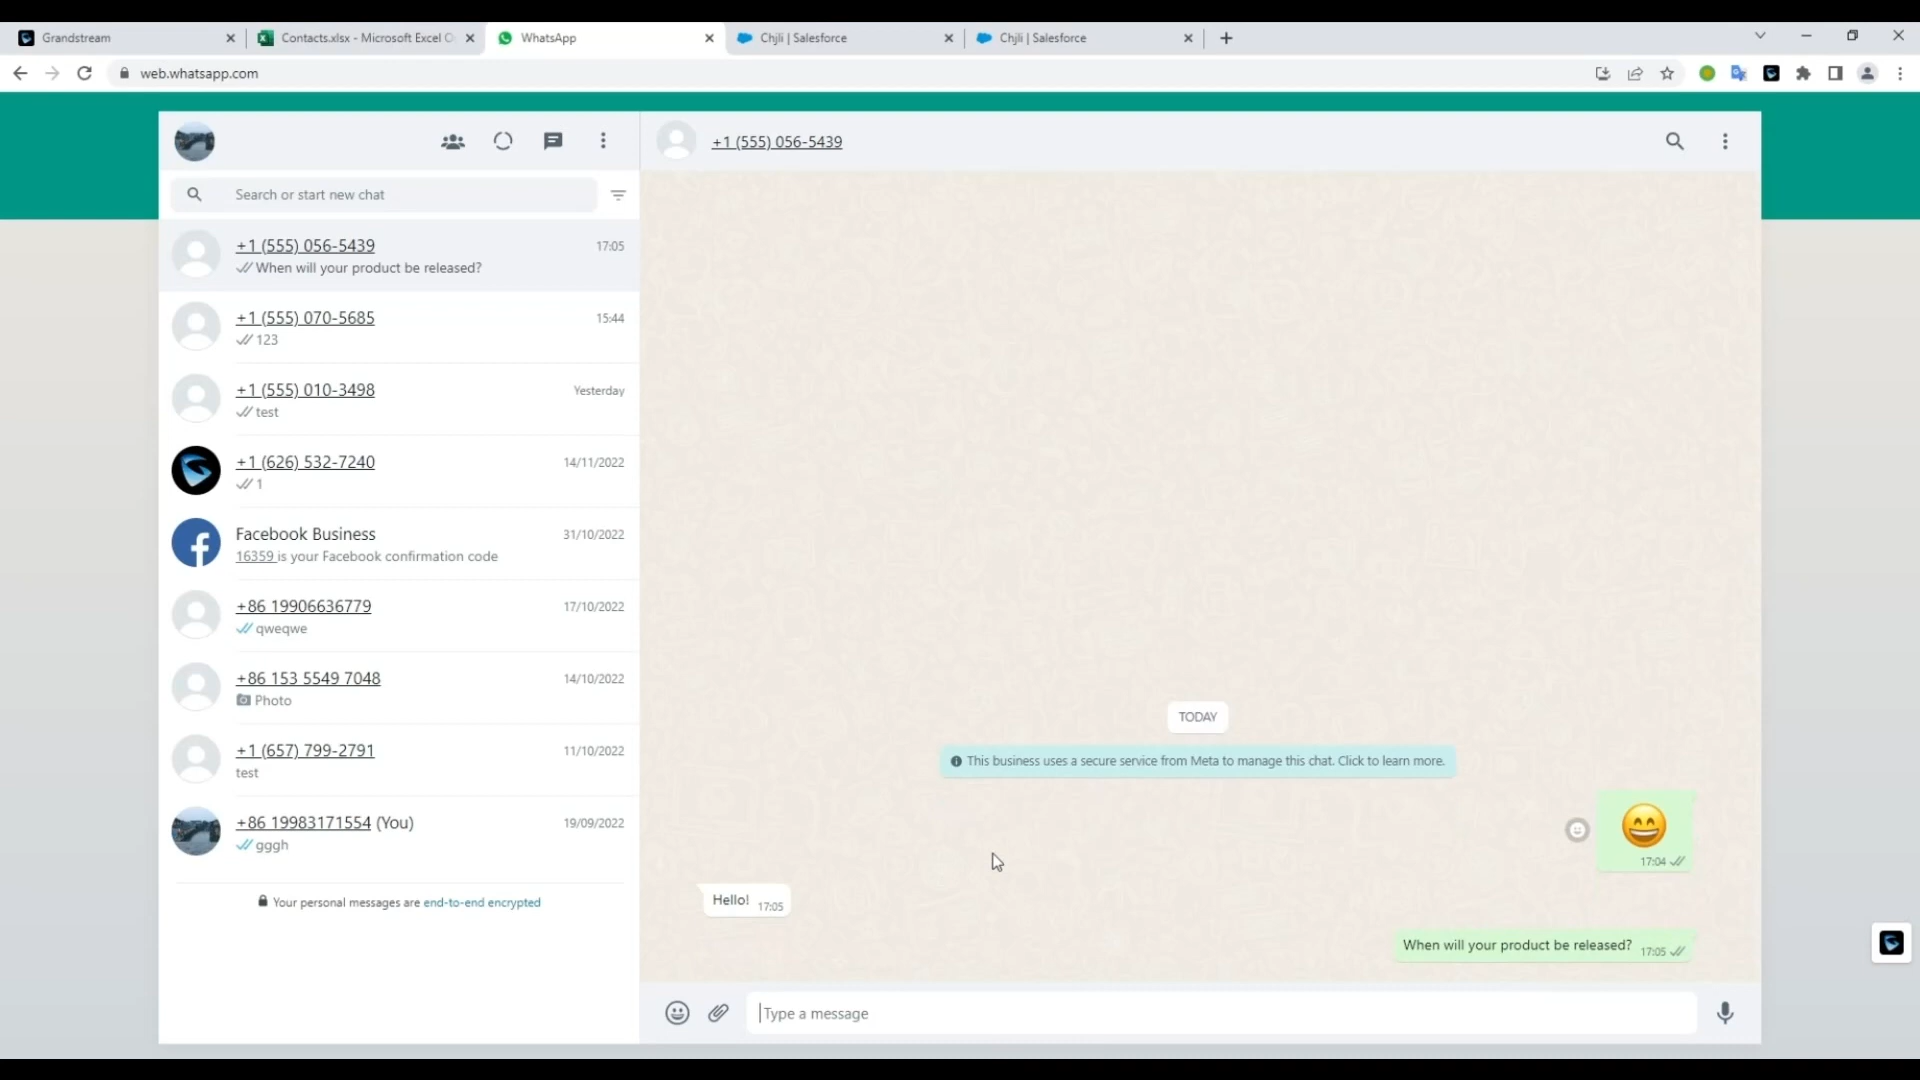 Grandstream
Contacts.xlsx - Microsoft Excel O
WhatsApp
Chjli | Salesforce
Chjli | Salesforce
web.whatsapp.com
Search or start new chat
+1 (555) 056-5439
17:05
When will your product be released?
+1 (555) 070-5685
15:44
123
+1 (555) 010-3498
Yesterday
test
+1 (626) 532-7240
14/11/2022
1
Facebook Business
31/10/2022
16359 is your Facebook confirmation code
+86 19906636779
17/10/2022
qweqwe
+86 153 5549 7048
14/10/2022
Photo
+1 (657) 799-2791
11/10/2022
test
+86 19983171554 (You)
19/09/2022
gggh
Your personal messages are end-to-end encrypted
+1 (555) 056-5439
TODAY
This business uses a secure service from Meta to manage this chat. Click to learn more.
17:04
Hello! 17:05
When will your product be released? 17:05
Type a message